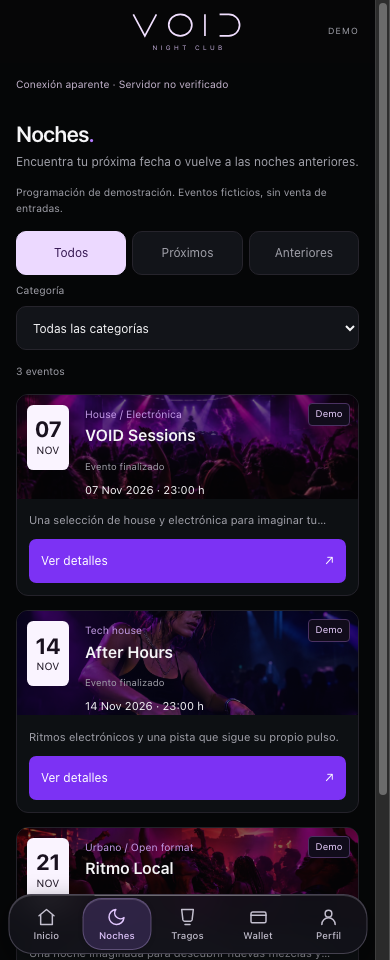 VOID
NIGHT CLUB
DEMO
Conexión aparente · Servidor no verificado
Noches.
Encuentra tu próxima fecha o vuelve a las noches anteriores.
Programación de demostración. Eventos ficticios, sin venta de
entradas.
Todos
Próximos
Anteriores
Categoría
Todas las categorías
3 eventos
07
NOV
House / Electrónica
Demo
VOID Sessions
Evento finalizado
07 Nov 2026 · 23:00 h
Una selección de house y electrónica para imaginar tu...
Ver detalles ↗
14
NOV
Tech house
Demo
After Hours
Evento finalizado
14 Nov 2026 · 23:00 h
Ritmos electrónicos y una pista que sigue su propio pulso.
Ver detalles ↗
21
NOV
Urbano / Open format
Demo
Ritmo Local
Inicio
Noches
Tragos
Wallet
Perfil